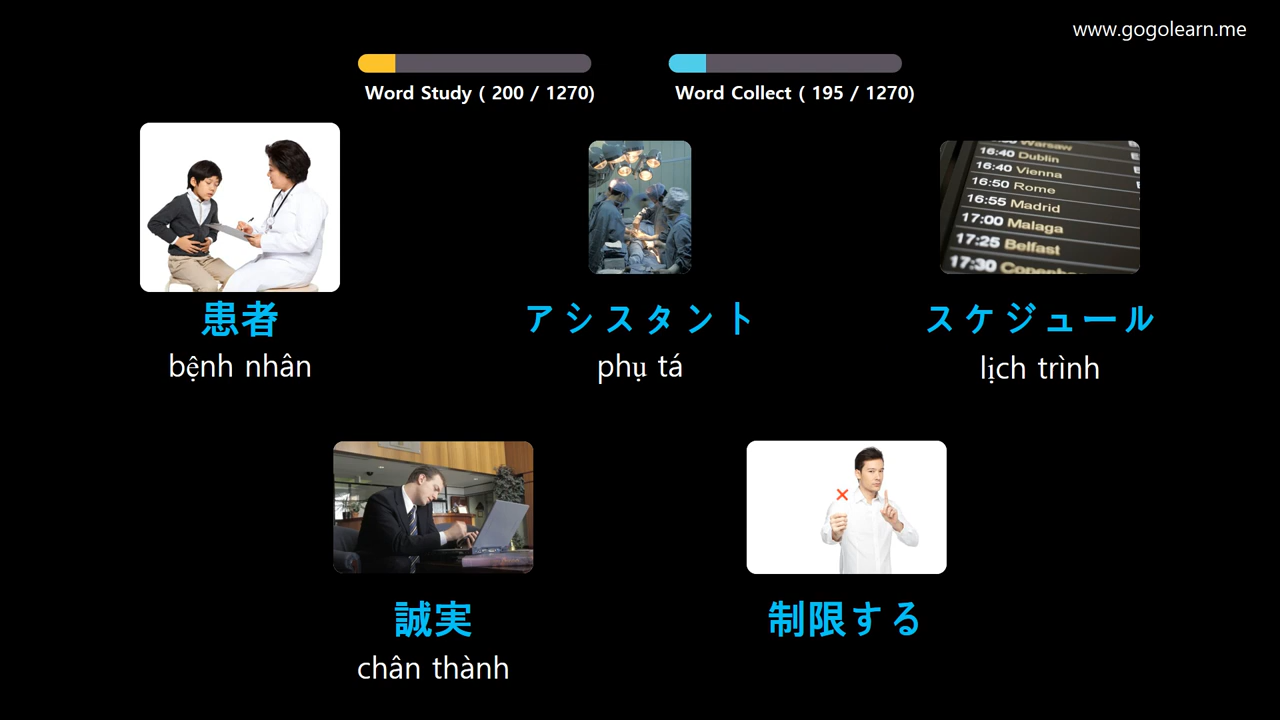 www.gogolearn.me
Word Study ( 200 / 1270)
Word Collect ( 195 / 1270)
Warsaw
16:40 Dublin
16:40 Vienna
16:50 Rome
16:55 Madrid
17:00 Malaga
17:25 Belfast
17:30
患者
アシスタント
スケジュール
bệnh nhân
phụ tá
lịch trình
誠実
制限する
chân thành